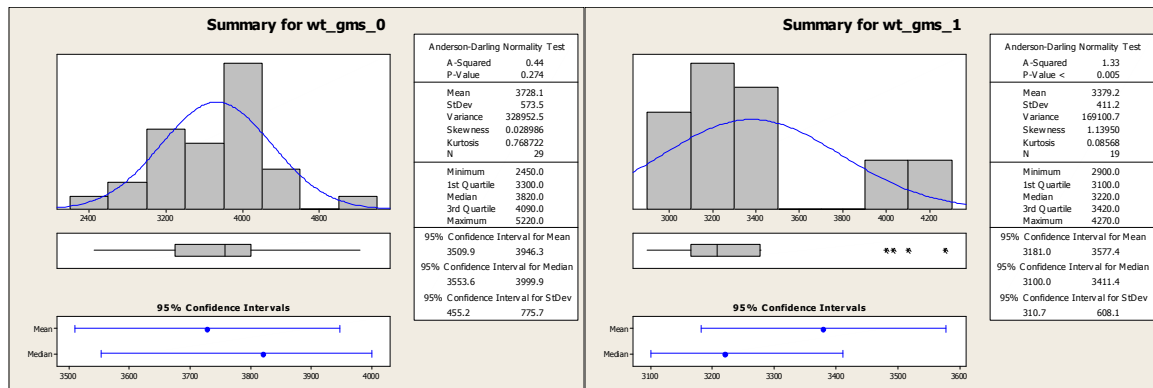 Summary for wt_gms_0
Anderson-Darling Normality Test
A-Squared 0.44
P-Value 0.274
Mean 3728.1
StDev 573.5
Variance 328952.5
Skewness 0.028986
Kurtosis 0.768722
N 29
Minimum 2450.0
1st Quartile 3300.0
Median 3820.0
3rd Quartile 4090.0
Maximum 5220.0
95% Confidence Interval for Mean
3509.9 3946.3
95% Confidence Interval for Median
3553.6 3999.9
95% Confidence Interval for StDev
455.2 775.7
2400 3200 4000 4800
95% Confidence Intervals
Mean
Median
3500 3600 3700 3800 3900 4000
Summary for wt_gms_1
Anderson-Darling Normality Test
A-Squared 1.33
P-Value < 0.005
Mean 3379.2
StDev 411.2
Variance 169100.7
Skewness 1.13950
Kurtosis 0.08568
N 19
Minimum 2900.0
1st Quartile 3100.0
Median 3220.0
3rd Quartile 3420.0
Maximum 4270.0
95% Confidence Interval for Mean
3181.0 3577.4
95% Confidence Interval for Median
3100.0 3411.4
95% Confidence Interval for StDev
310.7 608.1
3000 3200 3400 3600 3800 4000 4200
95% Confidence Intervals
Mean
Median
3100 3200 3300 3400 3500 3600